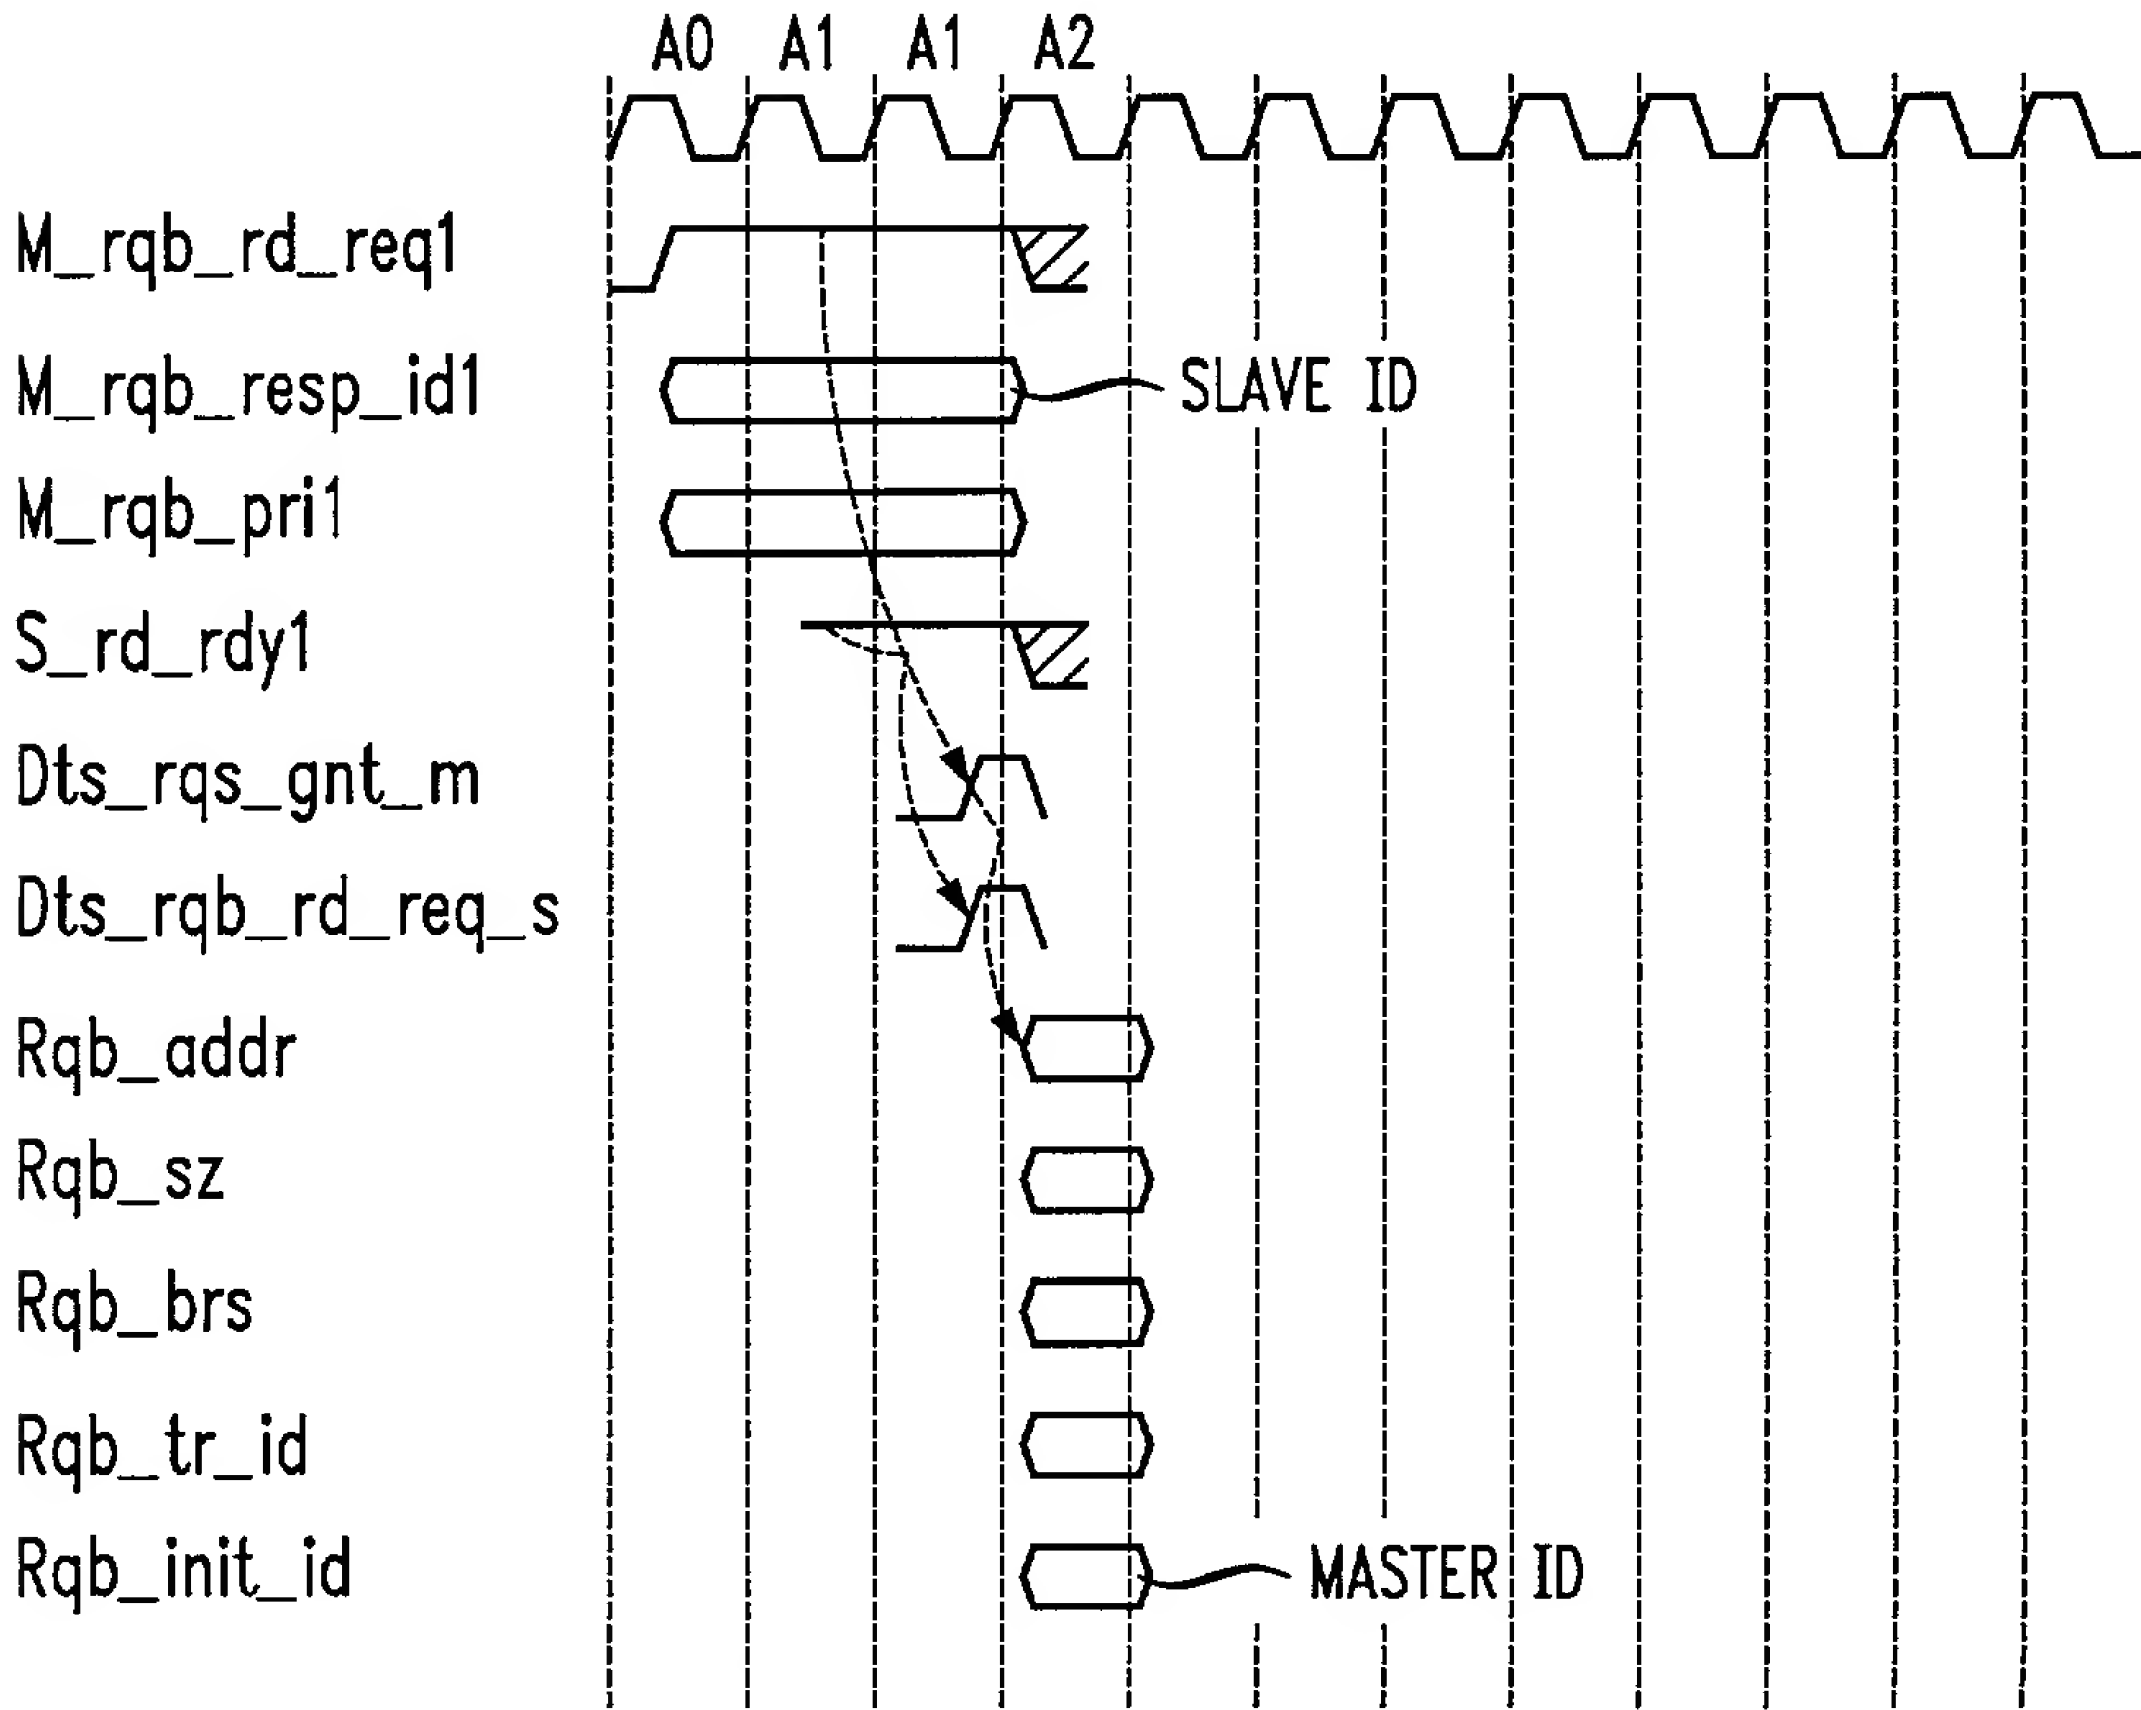 A0 A1 A1 A2
M_rqb_rd_req1
M_rqb_resp_id1 SLAVE ID
M_rqb_pri1
S_rd_rdy1
Dts_rqs_gnt_m
Dts_rqb_rd_req_s
Rqb_addr
Rqb_sz
Rqb_brs
Rqb_tr_id
Rqb_init_id MASTER ID